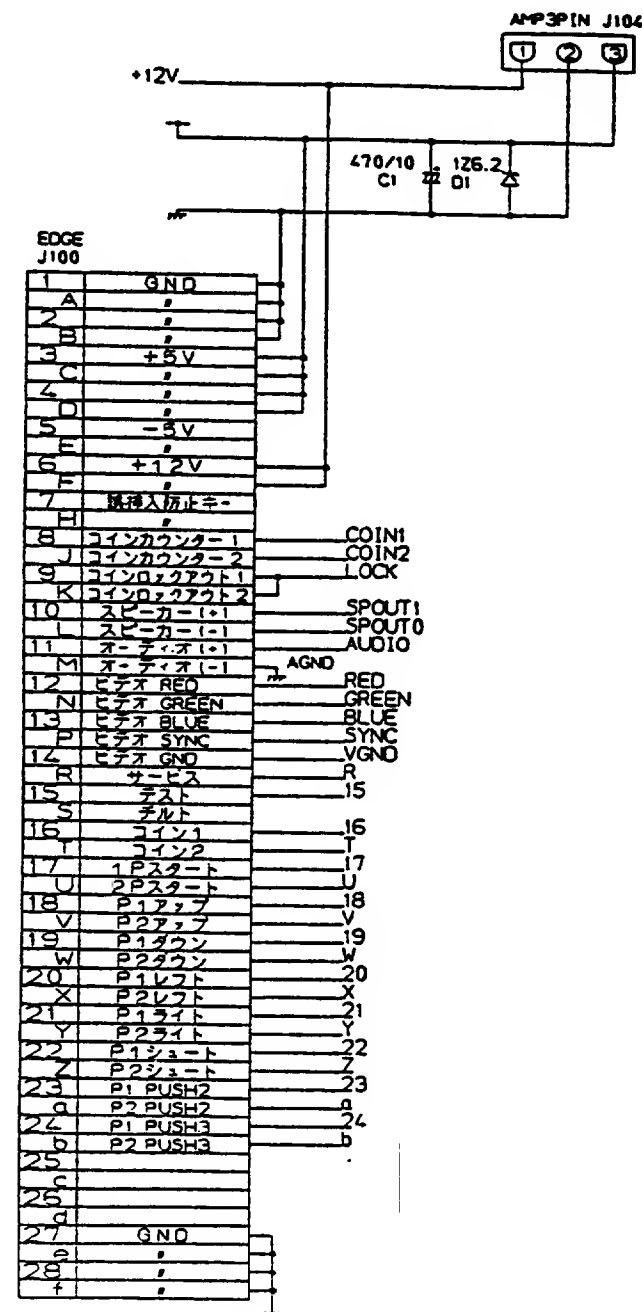 AMP3PIN J104
1 2 3
+12V
470/10
C1
1Z6.2
D1
EDGE
J100
1 GND
A 〃
2 〃
B 〃
3 +5V
C 〃
4 〃
D 〃
5 -5V
E 〃
6 +12V
F 〃
7 誤挿入防止キー
H 〃
8 コインカウンター1 COIN1
J コインカウンター2 COIN2
9 コインロックアウト1 LOCK
K コインロックアウト2
10 スピーカー(+) SPOUT1
L スピーカー(-) SPOUT0
11 オーディオ(+) AUDIO
M オーディオ(-) AGND
12 ビデオ RED RED
N ビデオ GREEN GREEN
13 ビデオ BLUE BLUE
P ビデオ SYNC SYNC
14 ビデオ GND VGND
R サービス R
15 テスト 15
S チルト
16 コイン1 16
T コイン2 T
17 1Pスタート 17
U 2Pスタート U
18 P1アップ 18
V P2アップ V
19 P1ダウン 19
W P2ダウン W
20 P1レフト 20
X P2レフト X
21 P1ライト 21
Y P2ライト Y
22 P1シュート 22
Z P2シュート Z
23 P1 PUSH2 23
a P2 PUSH2 a
24 P1 PUSH3 24
b P2 PUSH3 b
25
c
26
d
27 GND
e 〃
28 〃
f 〃